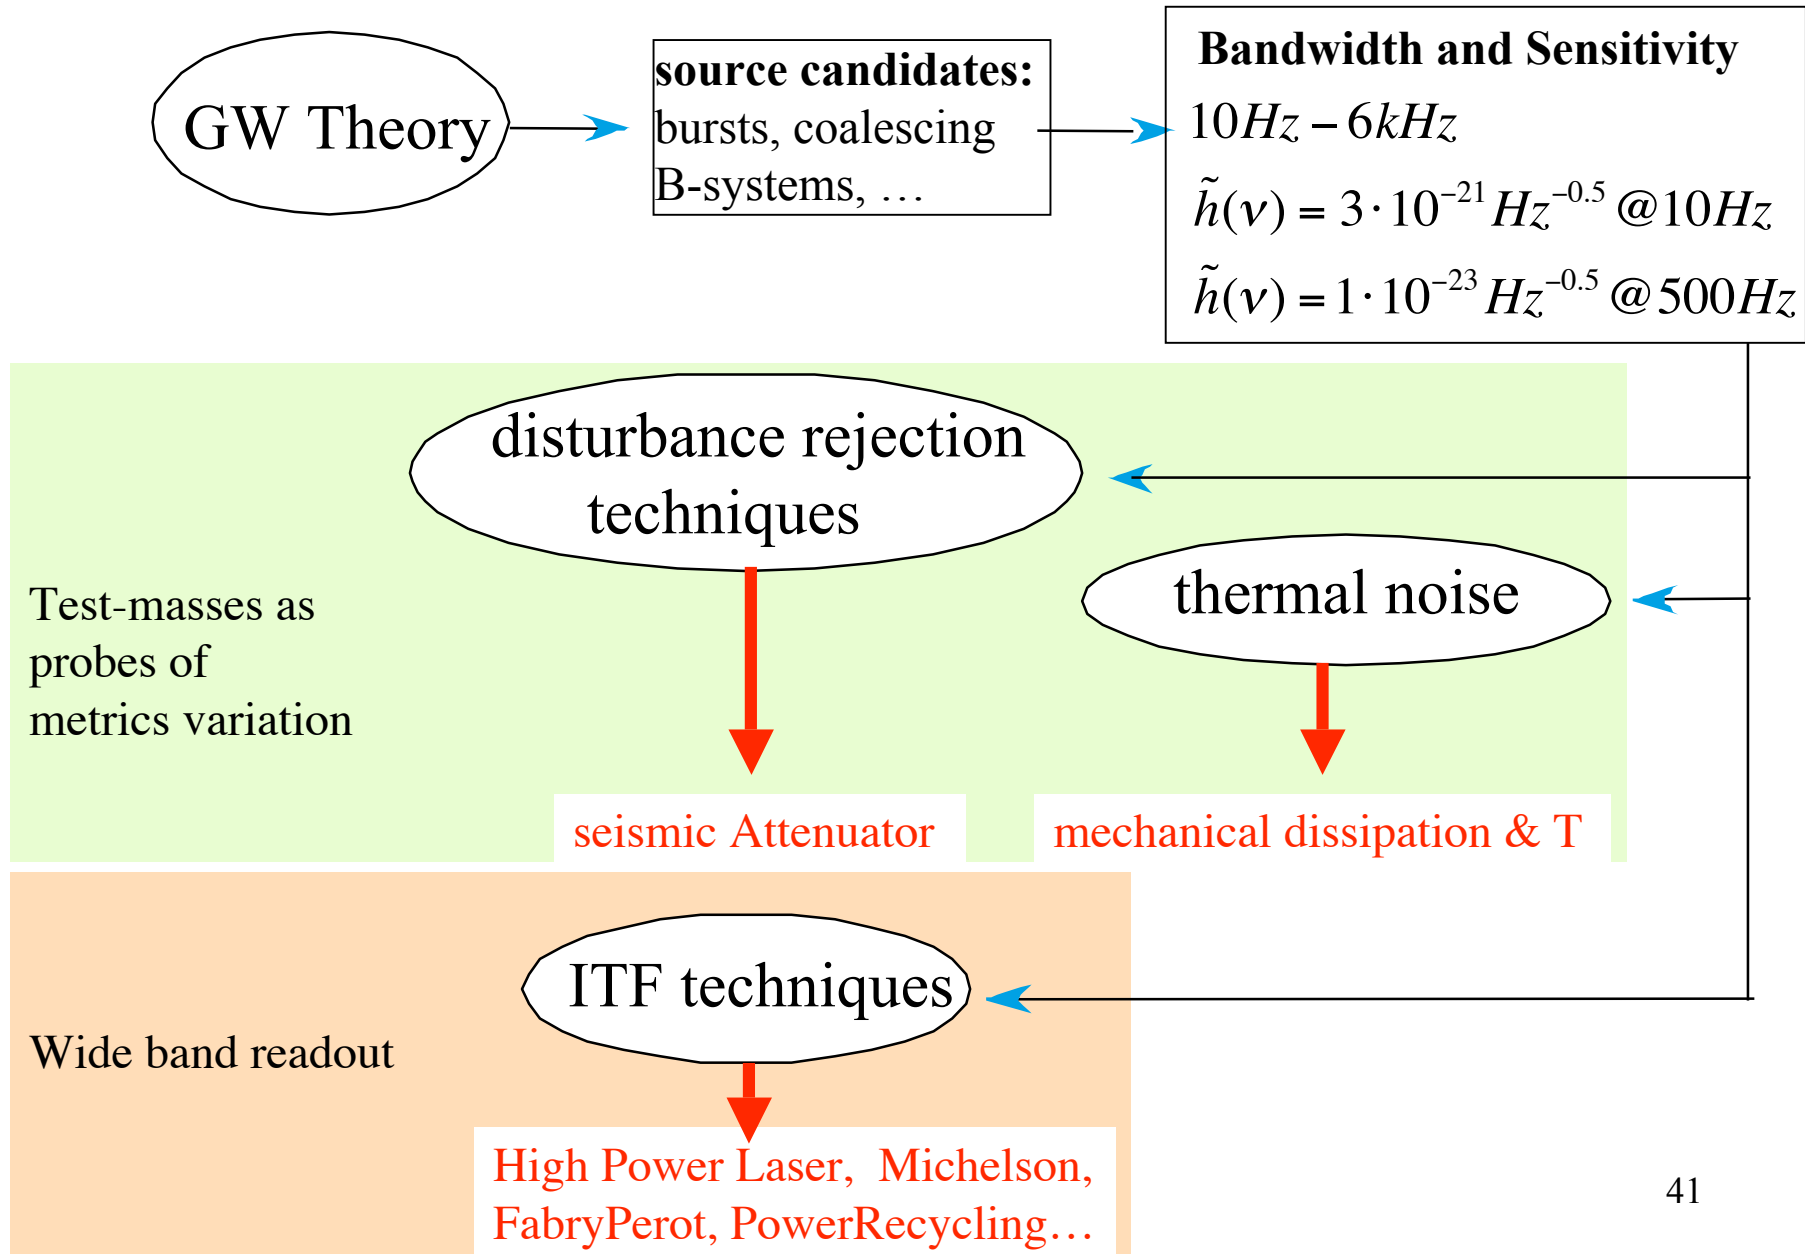 GW Theory
source candidates:
bursts, coalescing
B-systems, …
Bandwidth and Sensitivity
10Hz – 6kHz
h̃(ν) = 3·10⁻²¹ Hz⁻⁰·⁵ @10Hz
h̃(ν) = 1·10⁻²³ Hz⁻⁰·⁵ @500Hz
disturbance rejection
techniques
thermal noise
Test-masses as
probes of
metrics variation
seismic Attenuator
mechanical dissipation & T
ITF techniques
Wide band readout
High Power Laser, Michelson,
FabryPerot, PowerRecycling…
41